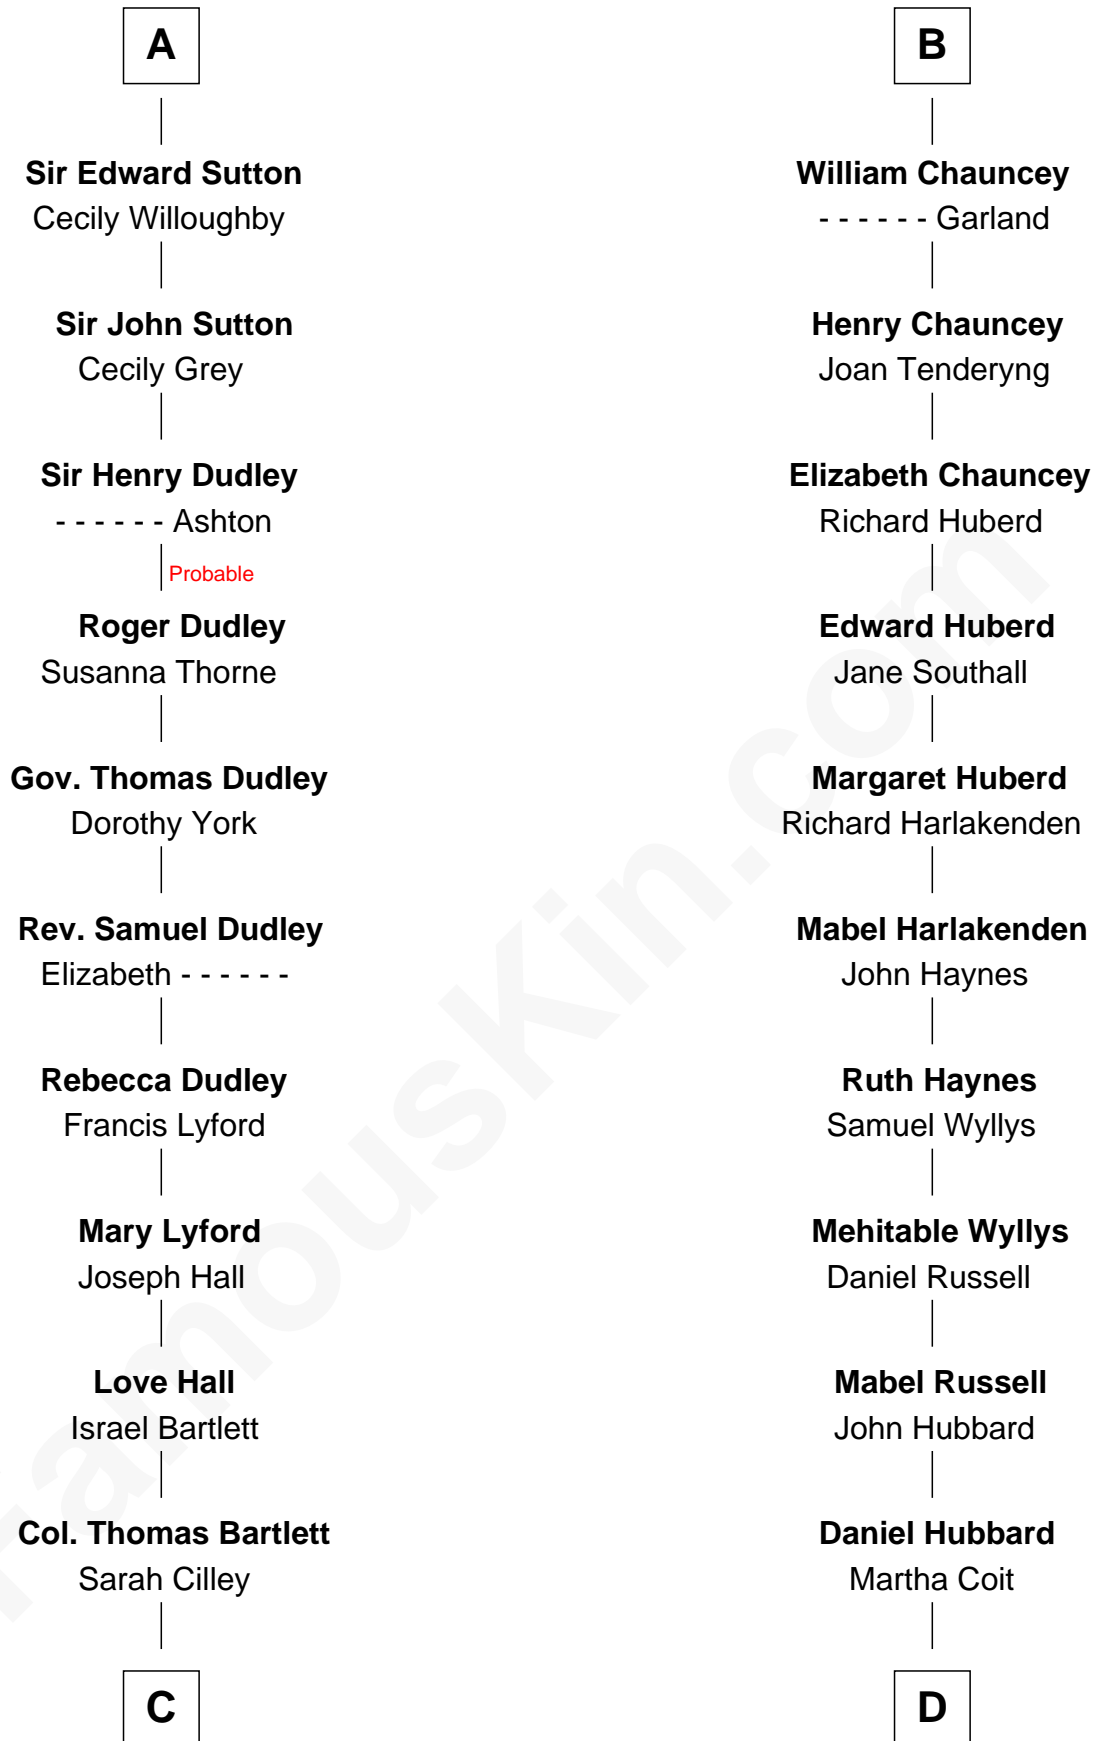 A
Sir Edward Sutton
Cecily Willoughby
Sir John Sutton
Cecily Grey
Sir Henry Dudley
- - - - - - Ashton
Probable
Roger Dudley
Susanna Thorne
Gov. Thomas Dudley
Dorothy York
Rev. Samuel Dudley
Elizabeth - - - - - -
Rebecca Dudley
Francis Lyford
Mary Lyford
Joseph Hall
Love Hall
Israel Bartlett
Col. Thomas Bartlett
Sarah Cilley
C
B
William Chauncey
- - - - - - Garland
Henry Chauncey
Joan Tenderyng
Elizabeth Chauncey
Richard Huberd
Edward Huberd
Jane Southall
Margaret Huberd
Richard Harlakenden
Mabel Harlakenden
John Haynes
Ruth Haynes
Samuel Wyllys
Mehitable Wyllys
Daniel Russell
Mabel Russell
John Hubbard
Daniel Hubbard
Martha Coit
D
FamousKin.com